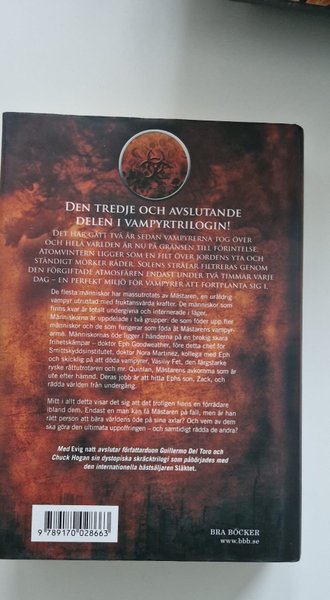 DEN TREDJE OCH AVSLUTANDE
DELEN I VAMPYRTRILOGIN!
DET HAR GÅTT TVÅ ÅR SEDAN VAMPYRERNA TOG ÖVER
OCH HELA VÄRLDEN ÄR NU PÅ GRÄNSEN TILL FÖRINTELSE.
ATOMVINTERN LIGGER SOM EN FILT ÖVER JORDENS YTA OCH
STÄNDIGT MÖRKER RÅDER. SOLENS STRÅLAR FILTRERAS GENOM
DEN FÖRGIFTADE ATMOSFÄREN ENDAST UNDER TVÅ TIMMAR VARJE
DAG – EN PERFEKT MILJÖ FÖR VAMPYRER ATT FORTPLANTA SIG I.
De flesta människor har massutrotats av Mästaren, en uråldrig
vampyr utrustad med fruktansvärda krafter. De människor som
finns kvar är totalt undergivna och internerade i läger.
Människorna är uppdelade i två grupper: de som föder upp fler
människor och de som fungerar som föda åt Mästarens vampyr-
armé. Människornas öde ligger i händerna på en brokig skara
frihetskämpar – doktor Eph Goodweather, före detta chef för
Smittskyddsinstitutet, doktor Nora Martinez, kollega med Eph
och skicklig på att döda vampyrer, Vasiliy Fet, den färgstarke
ryske råttutrotaren och mr. Quinlan, Mästarens avkomma som är
ute efter hämnd. Deras jobb är att hitta Ephs son, Zack, och
rädda världen från undergång.
Mitt i allt detta visar det sig att det troligen finns en förrädare
ibland dem. Endast en man kan få Mästaren på fall, men är han
rätt person att bära världens öde på sina axlar? Och vem av dem
ska göra den ultimata uppoffringen – och samtidigt rädda de andra?
Med Evig natt avslutar författarduon Guillermo Del Toro och
Chuck Hogan sin dystopiska skräcktrilogi som påbörjades med
den internationella bästsäljaren Släktet.
9 789170 028663
BRA BÖCKER
www.bbb.se